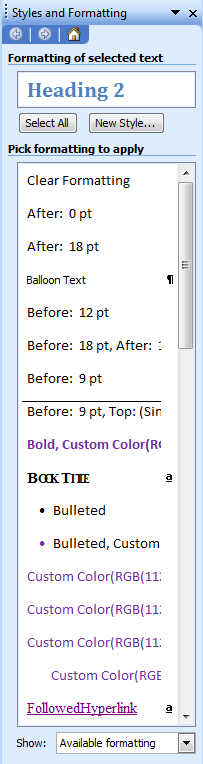 Styles and Formatting
Formatting of selected text
Heading 2
Select All
New Style...
Pick formatting to apply
Clear Formatting
After: 0 pt
After: 18 pt
Balloon Text ¶
Before: 12 pt
Before: 18 pt, After: 1
Before: 9 pt
Before: 9 pt, Top: (Sin
Bold, Custom Color(RG
Book Title a
• Bulleted
• Bulleted, Custom
Custom Color(RGB(112
Custom Color(RGB(112
Custom Color(RGB(112
Custom Color(RGB
FollowedHyperlink a
Show: Available formatting